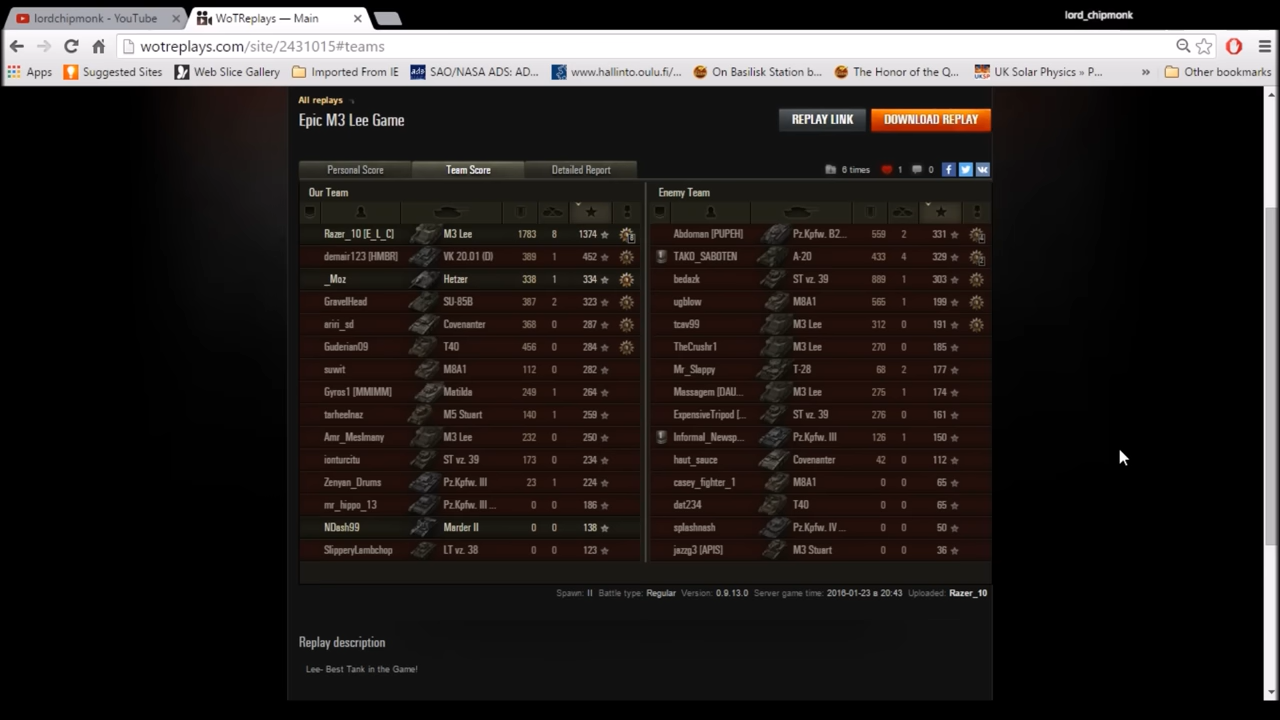 lordchipmonk - YouTube
WoTReplays — Main
lord_chipmonk
wotreplays.com/site/2431015#teams
Apps Suggested Sites Web Slice Gallery Imported From IE SAO/NASA ADS: AD... www.hallinto.oulu.fi/... On Basilisk Station b... The Honor of the Q... UK Solar Physics » P... » Other bookmarks
All replays
Epic M3 Lee Game
REPLAY LINK DOWNLOAD REPLAY
Personal Score Team Score Detailed Report 6 times 1 0
Our Team Enemy Team
Razer_10 [E_L_C] M3 Lee 1783 8 1374 Abdoman [PUPEH] Pz.Kpfw. B2... 559 2 331
demair123 [HMBR] VK 20.01 (D) 389 1 452 TAKO_SABOTEN A-20 433 4 329
_Moz Hetzer 338 1 334 bedazk ST vz. 39 889 1 303
GravelHead SU-85B 387 2 323 ugblow M8A1 565 1 199
ariri_sd Covenanter 368 0 287 tcav99 M3 Lee 312 0 191
Guderian09 T40 456 0 284 TheCrushr1 M3 Lee 270 0 185
suwit M8A1 112 0 282 Mr_Slappy T-28 68 2 177
Gyros1 [MMIMM] Matilda 249 1 264 Massagem [DAU... M3 Lee 275 1 174
tarheelnaz M5 Stuart 140 1 259 ExpensiveTripod [... ST vz. 39 276 0 161
Amr_Meslmany M3 Lee 232 0 250 Informal_Newsp... Pz.Kpfw. III 126 1 150
ionturcitu ST vz. 39 173 0 234 haut_sauce Covenanter 42 0 112
Zenyan_Drums Pz.Kpfw. III 23 1 224 casey_fighter_1 M8A1 0 0 65
mr_hippo_13 Pz.Kpfw. III ... 0 0 186 dat234 T40 0 0 65
NDash99 Marder II 0 0 138 splashnash Pz.Kpfw. IV ... 0 0 50
SlipperyLambchop LT vz. 38 0 0 123 jazzg3 [APIS] M3 Stuart 0 0 36
Spawn: II Battle type: Regular Version: 0.9.13.0 Server game time: 2016-01-23 в 20:43 Uploaded: Razer_10
Replay description
Lee- Best Tank in the Game!